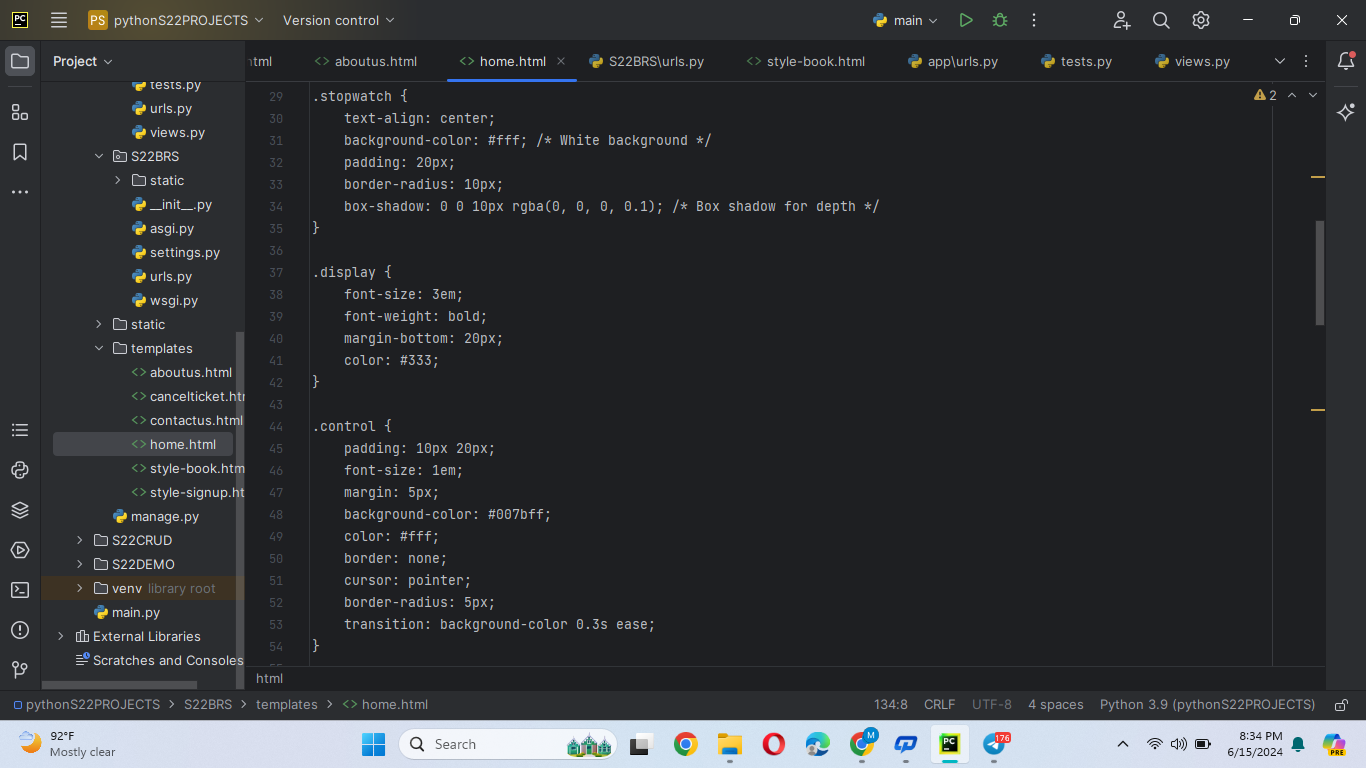 PC
PS pythonS22PROJECTS
Version control
main
Project
html
aboutus.html
home.html
S22BRS\urls.py
style-book.html
app\urls.py
tests.py
views.py
tests.py
urls.py
views.py
S22BRS
static
__init__.py
asgi.py
settings.py
urls.py
wsgi.py
static
templates
aboutus.html
cancelticket.htr
contactus.html
home.html
style-book.htm
style-signup.ht
manage.py
S22CRUD
S22DEMO
venv library root
main.py
External Libraries
Scratches and Consoles
2
29 .stopwatch {
30 text-align: center;
31 background-color: #fff; /* White background */
32 padding: 20px;
33 border-radius: 10px;
34 box-shadow: 0 0 10px rgba(0, 0, 0, 0.1); /* Box shadow for depth */
35 }
36
37 .display {
38 font-size: 3em;
39 font-weight: bold;
40 margin-bottom: 20px;
41 color: #333;
42 }
43
44 .control {
45 padding: 10px 20px;
46 font-size: 1em;
47 margin: 5px;
48 background-color: #007bff;
49 color: #fff;
50 border: none;
51 cursor: pointer;
52 border-radius: 5px;
53 transition: background-color 0.3s ease;
54 }
html
pythonS22PROJECTS > S22BRS > templates > <> home.html
134:8 CRLF UTF-8 4 spaces Python 3.9 (pythonS22PROJECTS)
92°F
Mostly clear
Search
M
PC
176
8:34 PM
6/15/2024
PRE